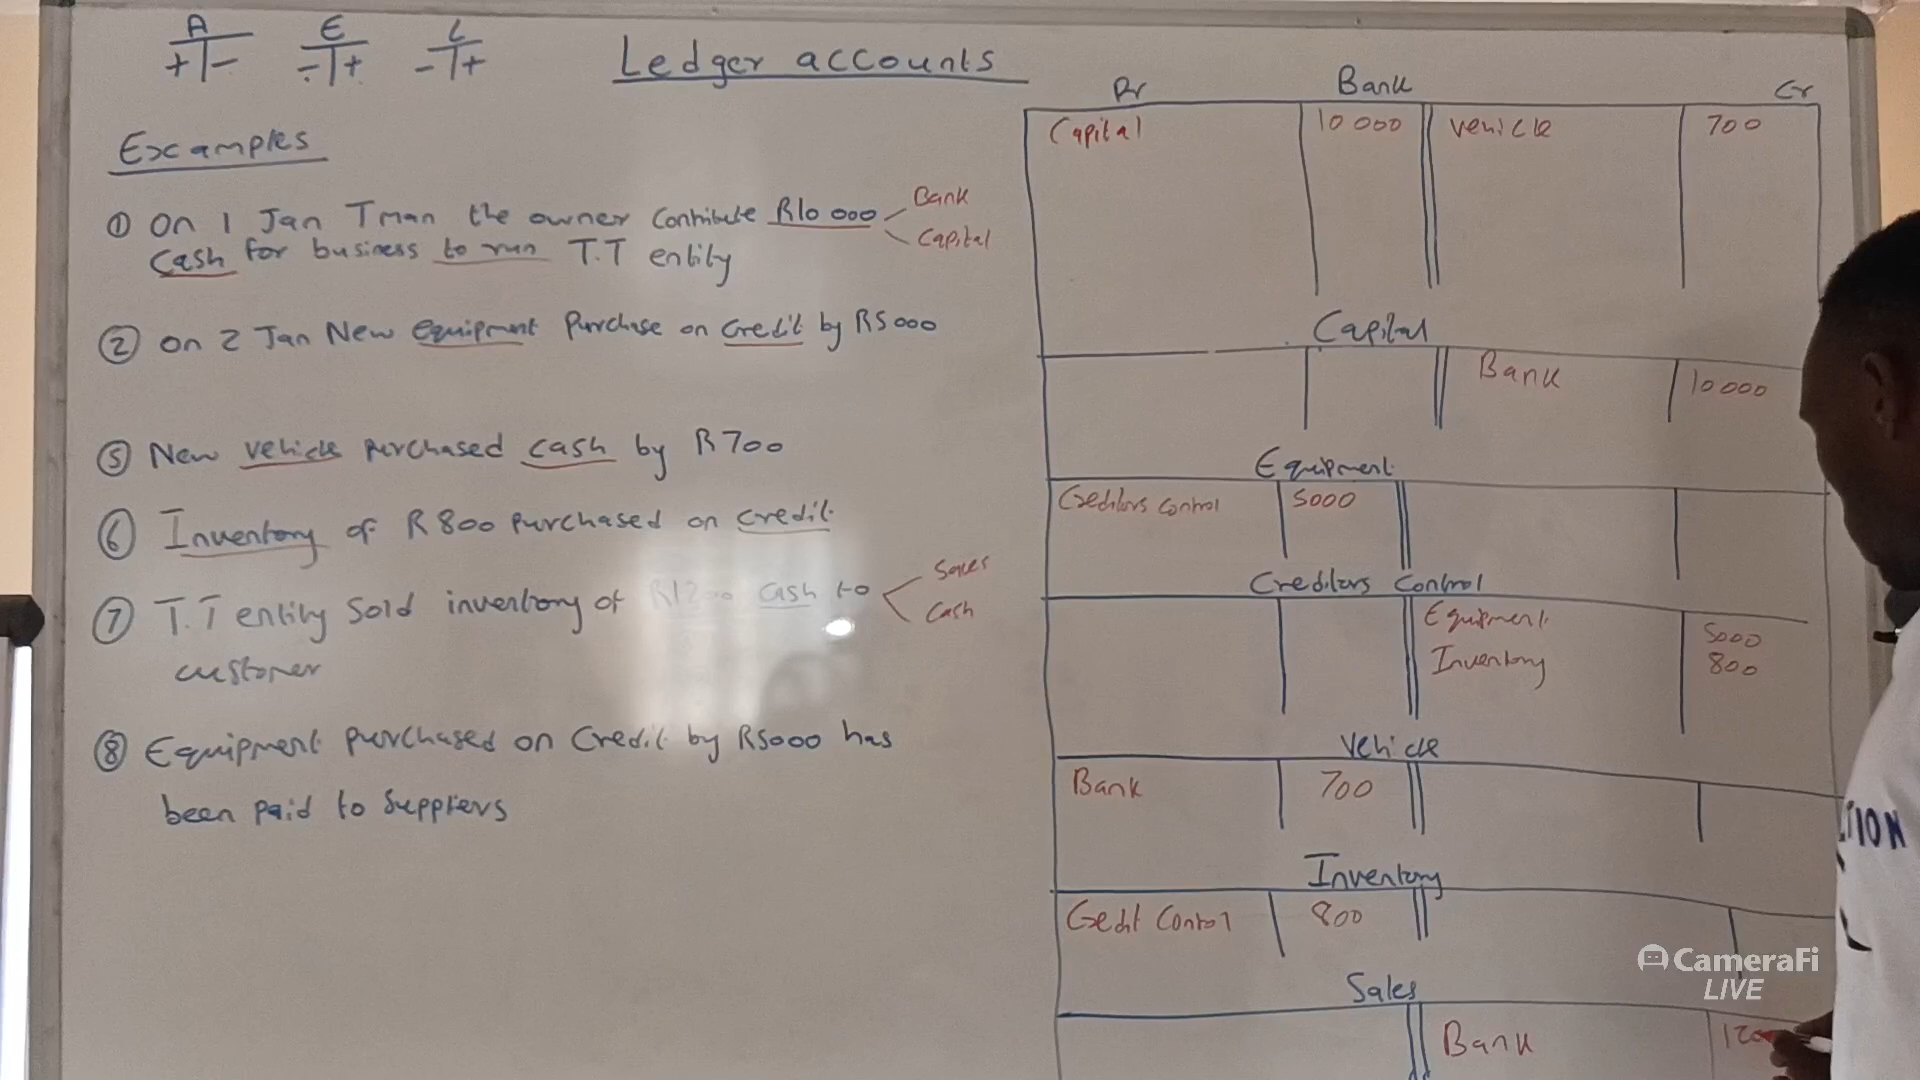 A E L
+ - - + - +
Ledger accounts
Examples
① On 1 Jan Tman the owner Contribute R10 000
Bank
Capital
Cash for business to run T.T entity
② on 2 Jan New equipment Purchase on Credit by R5000
⑤ New vehicle purchased cash by R700
⑥ Inventory of R800 purchased on credit
⑦ T.T entity Sold inventory of R1200 cash to
Sales
Cash
customer
⑧ Equipment purchased on Credit by R5000 has
been paid to Suppliers
Dr Bank Cr
Capital 10 000 vehicle 700
Capital
Bank 10 000
Equipment
Creditors Control 5000
Creditors Control
Equipment 5000
Inventory 800
Vehicle
Bank 700
Inventory
Credit Control 800
Sales
Bank
TION
CameraFi
LIVE